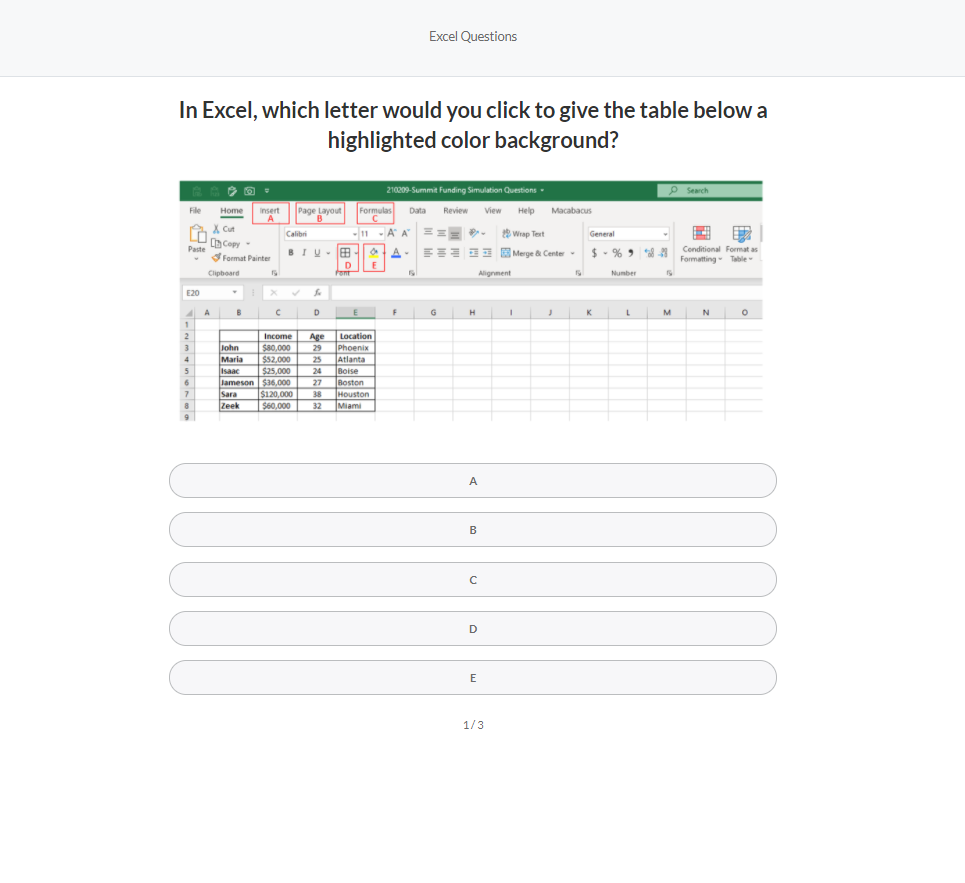 Excel Questions
In Excel, which letter would you click to give the table below a
highlighted color background?
210209-Summit Funding Simulation Questions
Search
File Home Insert Page Layout Formulas Data Review View Help Macabacus
A B C
Cut
Copy
Format Painter
Paste
Calibri 11 A A
B I U A
D E
Wrap Text
Merge & Center
General
$ % 9
Conditional Formatting
Format as Table
Clipboard Font Alignment Number
E20 fx
A B C D E F G H I J K L M N O
1
2 Income Age Location
3 John $80,000 29 Phoenix
4 Maria $52,000 25 Atlanta
5 Isaac $25,000 24 Boise
6 Jameson $36,000 27 Boston
7 Sara $120,000 38 Houston
8 Zeek $60,000 32 Miami
9
A
B
C
D
E
1 / 3